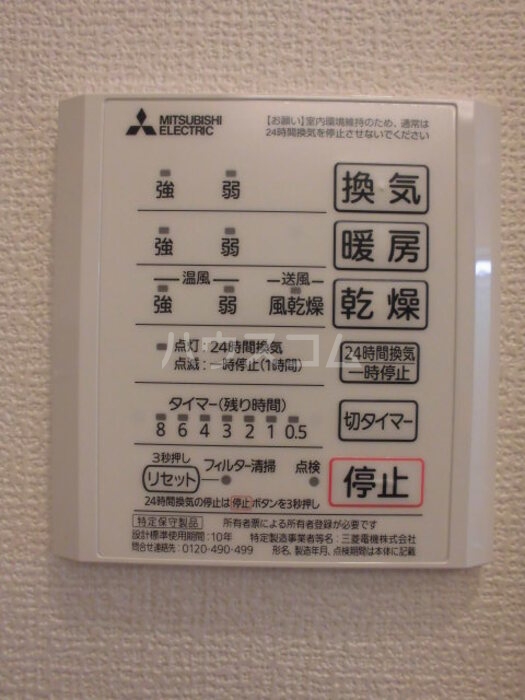 MITSUBISHI
ELECTRIC
【お願い】室内環境維持のため、通常は
24時間換気を停止させないでください
強 弱 換気
強 弱 暖房
温風 送風
強 弱 風乾燥 乾燥
点灯:24時間換気
点滅:一時停止(1時間)
24時間換気
一時停止
ハウスコム
タイマー(残り時間)
8 6 4 3 2 1 0.5
切タイマー
3秒押し
リセット フィルター清掃 点検
停止
24時間換気の停止は停止ボタンを3秒押し
特定保守製品 所有者票による所有者登録が必要です
設計標準使用期間:10年 特定製造事業者等名:三菱電機株式会社
問合せ連絡先:0120-490-499 形名、製造年月、点検期間は本体に記載